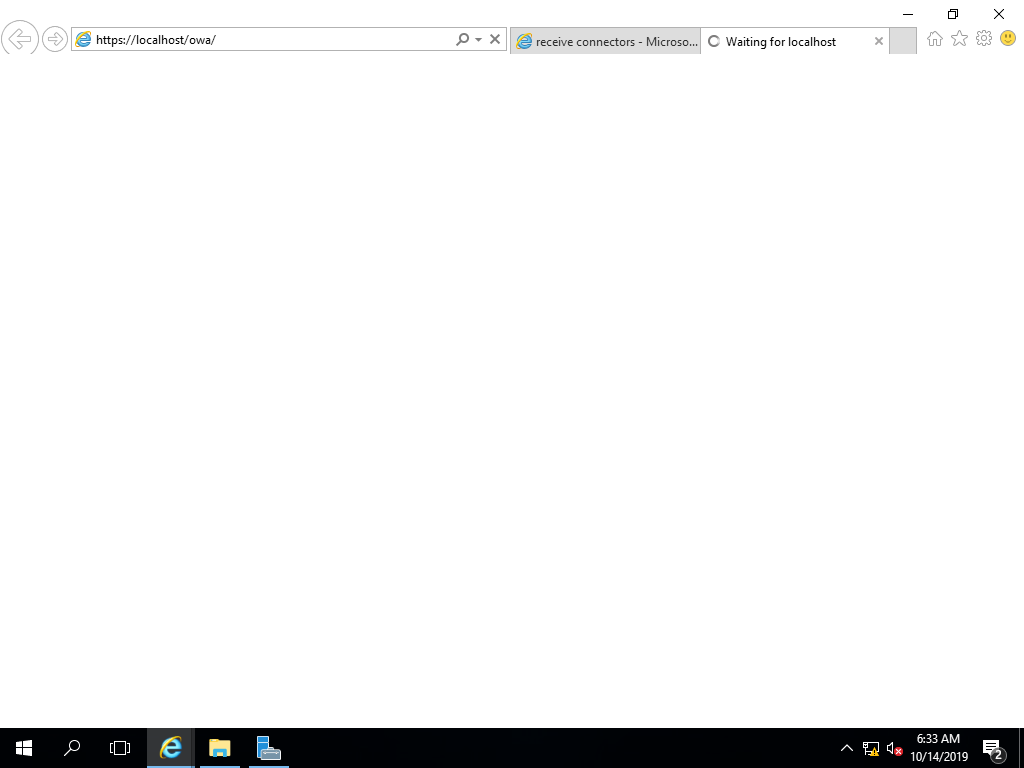 https://localhost/owa/
receive connectors - Microso...
Waiting for localhost
6:33 AM
10/14/2019
2